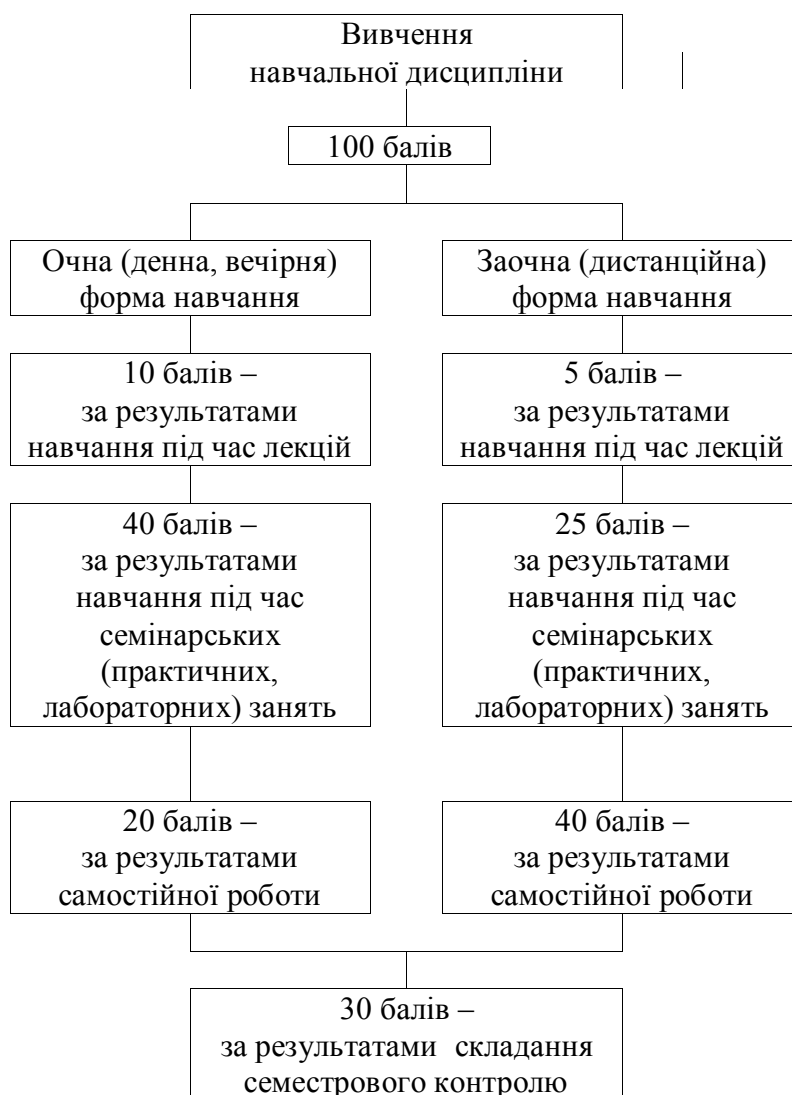 Вивчення
навчальної дисципліни
100 балів
Очна (денна, вечірня)
форма навчання
Заочна (дистанційна)
форма навчання
10 балів –
за результатами
навчання під час лекцій
5 балів –
за результатами
навчання під час лекцій
40 балів –
за результатами
навчання під час
семінарських
(практичних,
лабораторних) занять
25 балів –
за результатами
навчання під час
семінарських
(практичних,
лабораторних) занять
20 балів –
за результатами
самостійної роботи
40 балів –
за результатами
самостійної роботи
30 балів –
за результатами складання
семестрового контролю